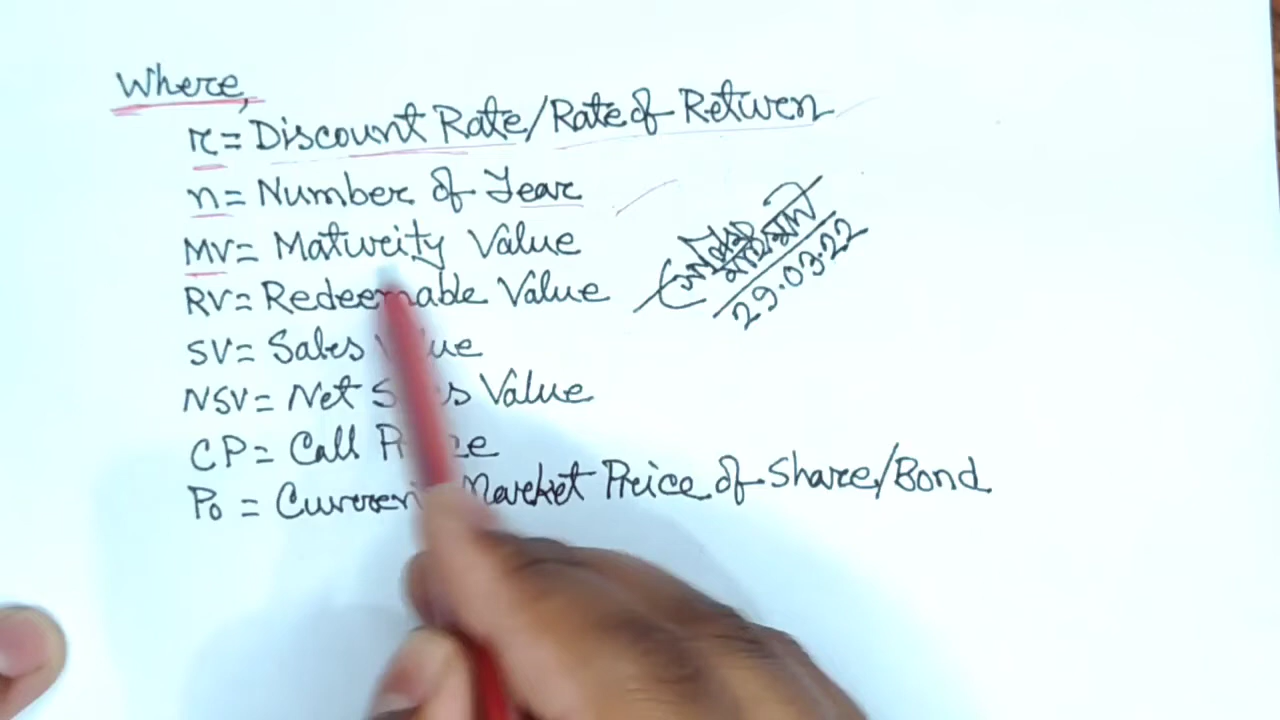 Where,
r = Discount Rate/Rate of Return
n = Number of Year
MV = Maturity Value
RV = Redeemable Value
SV = Sales
NSV = Net Value
CP = Call
Po = Market Price of Share/Bond
29.03.22